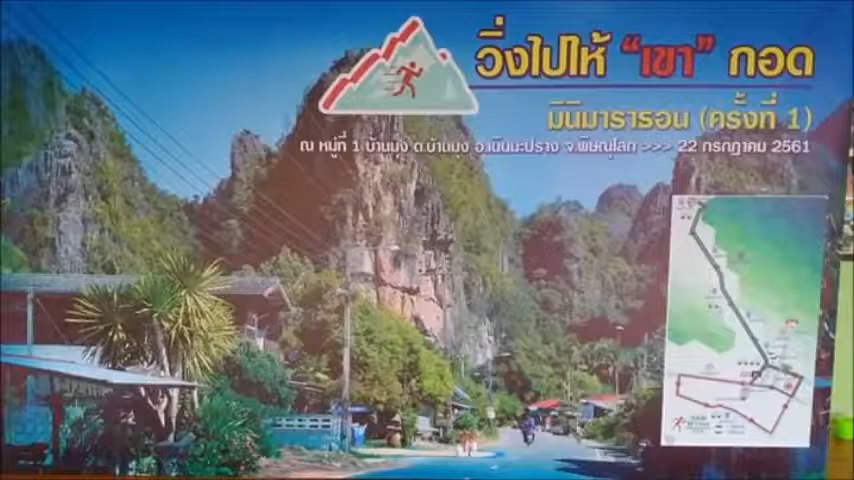 วิ่งไปให้ "เขา" กอด
มินิมาราธอน (ครั้งที่ 1)
ณ หมู่ที่ 1 บ้านมุง ต.บ้านมุง อ.เนินมะปราง จ.พิษณุโลก >>> 22 กรกฎาคม 2561